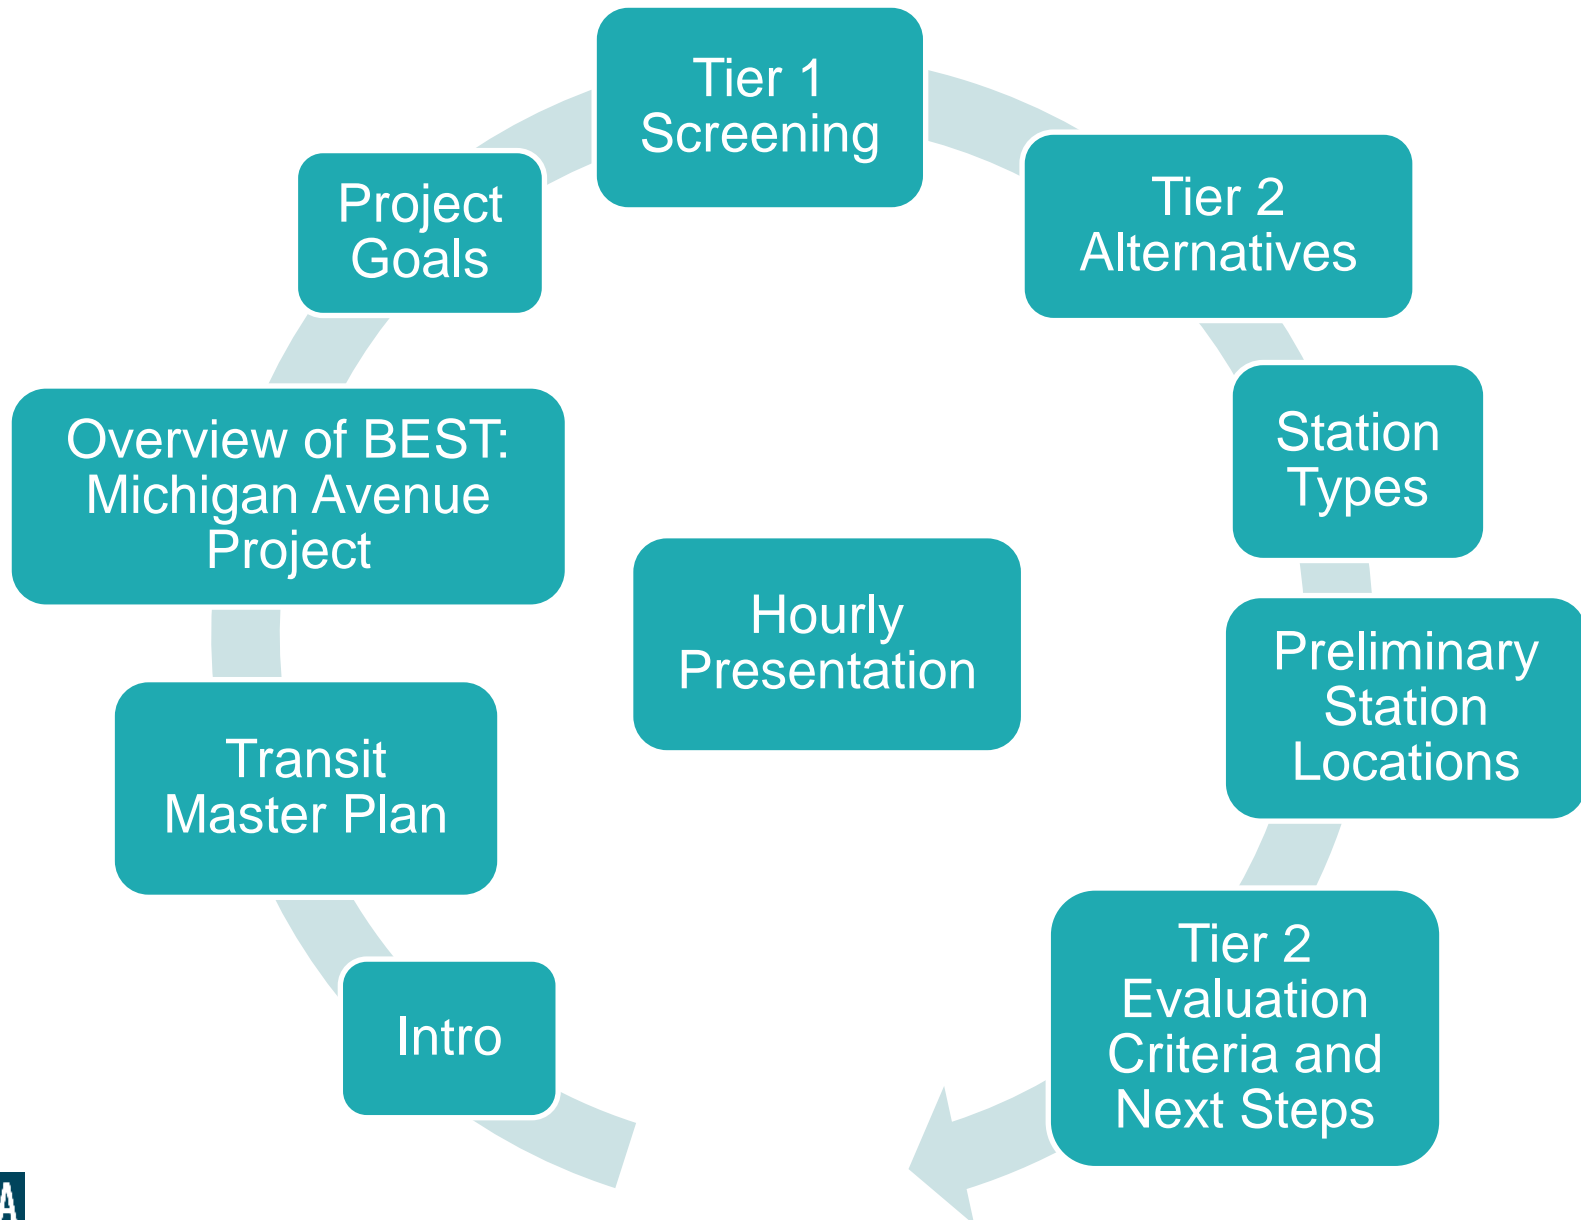 Tier 1
Screening
Project
Goals
Tier 2
Alternatives
Overview of BEST:
Michigan Avenue
Project
Station
Types
Hourly
Presentation
Preliminary
Station
Locations
Transit
Master Plan
Tier 2
Evaluation
Criteria and
Next Steps
Intro
A